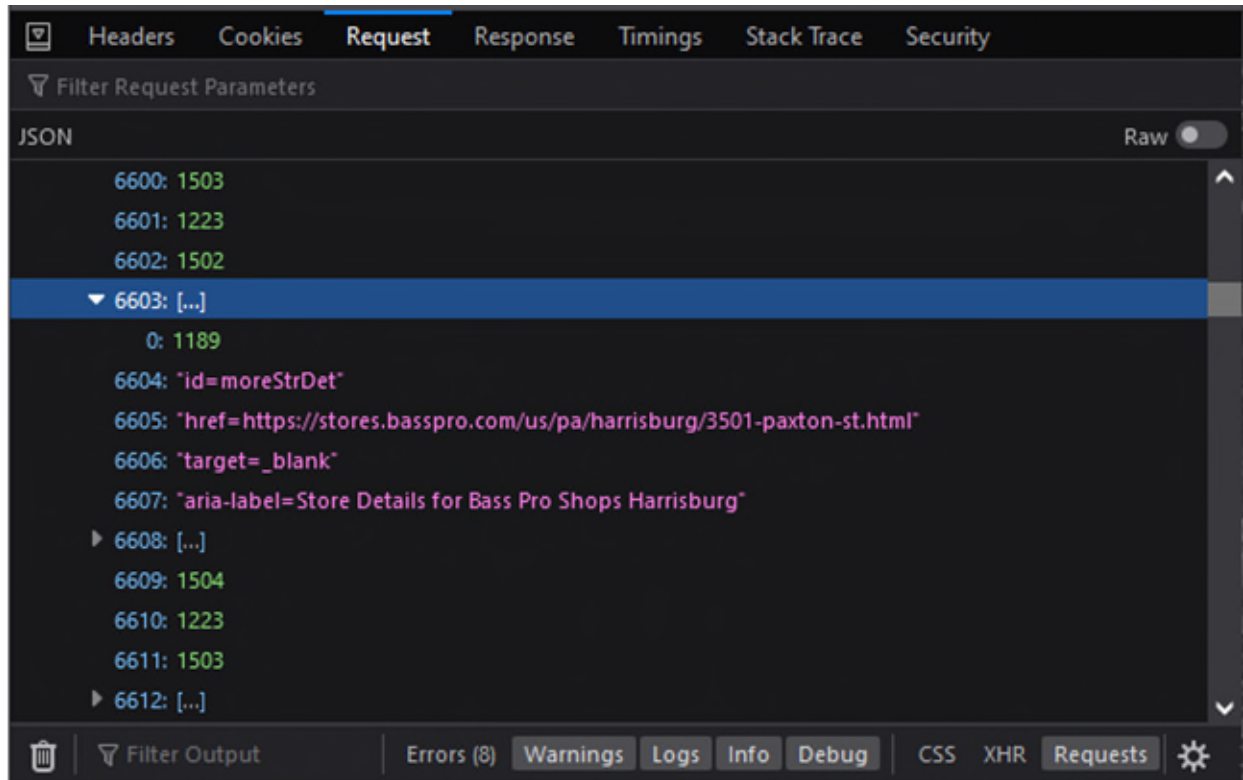 Headers Cookies Request Response Timings Stack Trace Security
Filter Request Parameters
JSON Raw
6600: 1503
6601: 1223
6602: 1502
6603: [...]
0: 1189
6604: "id=moreStrDet"
6605: "href=https://stores.basspro.com/us/pa/harrisburg/3501-paxton-st.html"
6606: "target=_blank"
6607: "aria-label=Store Details for Bass Pro Shops Harrisburg"
6608: [...]
6609: 1504
6610: 1223
6611: 1503
6612: [...]
Filter Output Errors (8) Warnings Logs Info Debug CSS XHR Requests